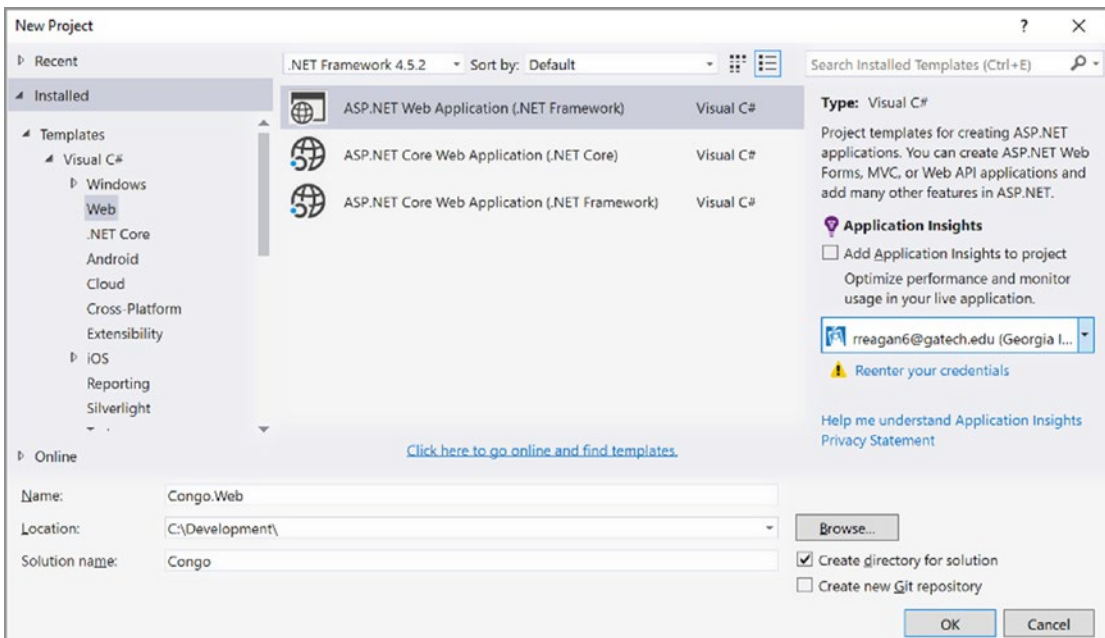 New Project
?
Recent
.NET Framework 4.5.2
Sort by: Default
Search Installed Templates (Ctrl+E)
Installed
Templates
Visual C#
Windows
Web
.NET Core
Android
Cloud
Cross-Platform
Extensibility
iOS
Reporting
Silverlight
Online
ASP.NET Web Application (.NET Framework) Visual C#
ASP.NET Core Web Application (.NET Core) Visual C#
ASP.NET Core Web Application (.NET Framework) Visual C#
Click here to go online and find templates.
Type: Visual C#
Project templates for creating ASP.NET
applications. You can create ASP.NET Web
Forms, MVC, or Web API applications and
add many other features in ASP.NET.
Application Insights
Add Application Insights to project
Optimize performance and monitor
usage in your live application.
rreagan6@gatech.edu (Georgia I...
Reenter your credentials
Help me understand Application Insights
Privacy Statement
Name: Congo.Web
Location: C:\Development\
Browse...
Solution name: Congo
Create directory for solution
Create new Git repository
OK
Cancel